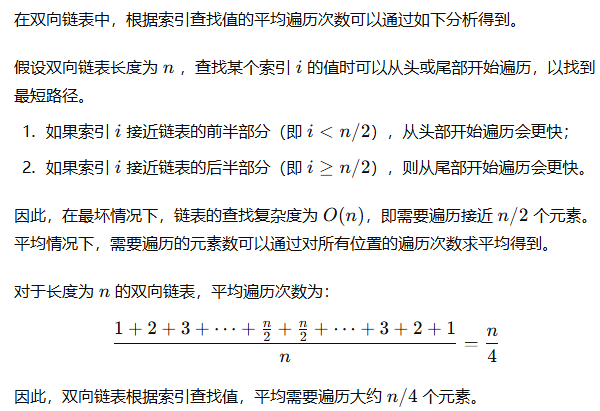 在双向链表中，根据索引查找值的平均遍历次数可以通过如下分析得到。
假设双向链表长度为 n ，查找某个索引 i 的值时可以从头或尾部开始遍历，以找到
最短路径。
1. 如果索引 i 接近链表的前半部分（即 i < n/2），从头部开始遍历会更快；
2. 如果索引 i 接近链表的后半部分（即 i ≥ n/2），则从尾部开始遍历会更快。
因此，在最坏情况下，链表的查找复杂度为 O(n)，即需要遍历接近 n/2 个元素。
平均情况下，需要遍历的元素数可以通过对所有位置的遍历次数求平均得到。
对于长度为 n 的双向链表，平均遍历次数为：
\frac{1 + 2 + 3 + \cdots + \frac{n}{2} + \frac{n}{2} + \cdots + 3 + 2 + 1}{n} = \frac{n}{4}
因此，双向链表根据索引查找值，平均需要遍历大约 n/4 个元素。